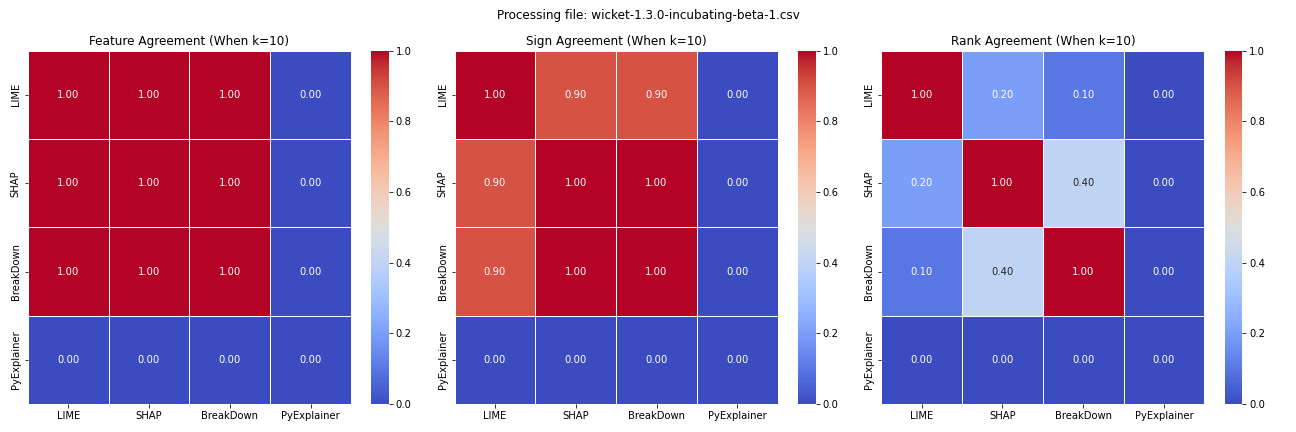 Processing file: wicket-1.3.0-incubating-beta-1.csv
Feature Agreement (When k=10)
LIME
1.00 1.00 1.00 0.00
SHAP
1.00 1.00 1.00 0.00
BreakDown
1.00 1.00 1.00 0.00
PyExplainer
0.00 0.00 0.00 0.00
LIME SHAP BreakDown PyExplainer
1.0
0.8
0.6
0.4
0.2
0.0
Sign Agreement (When k=10)
LIME
1.00 0.90 0.90 0.00
SHAP
0.90 1.00 1.00 0.00
BreakDown
0.90 1.00 1.00 0.00
PyExplainer
0.00 0.00 0.00 0.00
LIME SHAP BreakDown PyExplainer
1.0
0.8
0.6
0.4
0.2
0.0
Rank Agreement (When k=10)
LIME
1.00 0.20 0.10 0.00
SHAP
0.20 1.00 0.40 0.00
BreakDown
0.10 0.40 1.00 0.00
PyExplainer
0.00 0.00 0.00 0.00
LIME SHAP BreakDown PyExplainer
1.0
0.8
0.6
0.4
0.2
0.0